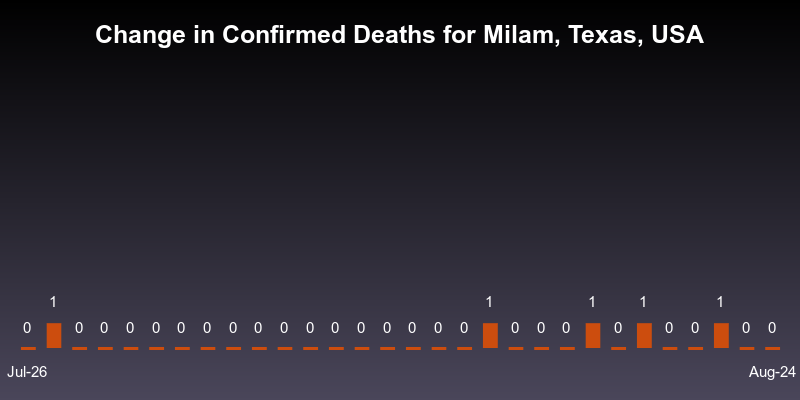 Change in Confirmed Deaths for Milam, Texas, USA
1 1 1 1 1
0 0 0 0 0 0 0 0 0 0 0 0 0 0 0 0 0 0 0 0 0 0 0 0 0
Jul-26 Aug-24